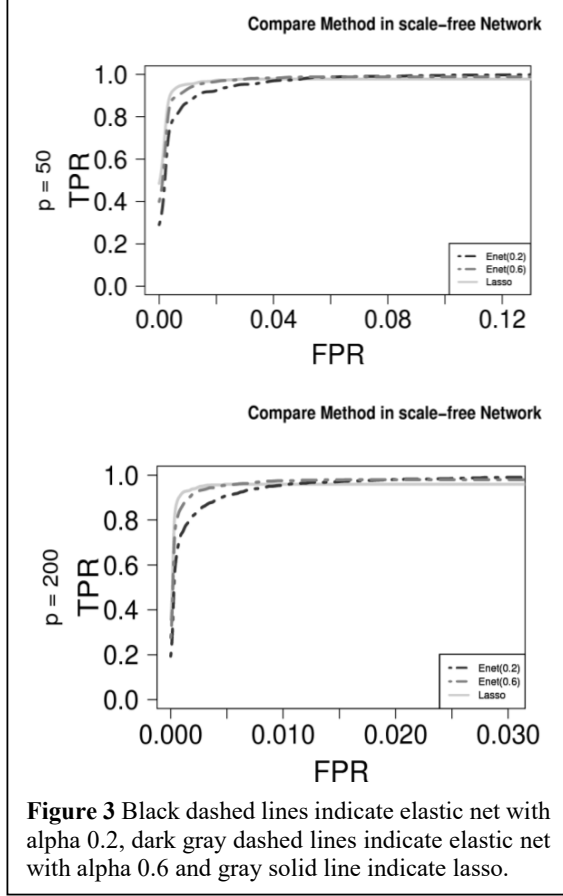 Compare Method in scale–free Network
1.0
0.8
0.6
0.4
0.2
0.0
p = 50
TPR
Enet(0.2)
Enet(0.6)
Lasso
0.00 0.04 0.08 0.12
FPR
Compare Method in scale–free Network
1.0
0.8
0.6
0.4
0.2
0.0
p = 200
TPR
Enet(0.2)
Enet(0.6)
Lasso
0.000 0.010 0.020 0.030
FPR
Figure 3 Black dashed lines indicate elastic net with
alpha 0.2, dark gray dashed lines indicate elastic net
with alpha 0.6 and gray solid line indicate lasso.